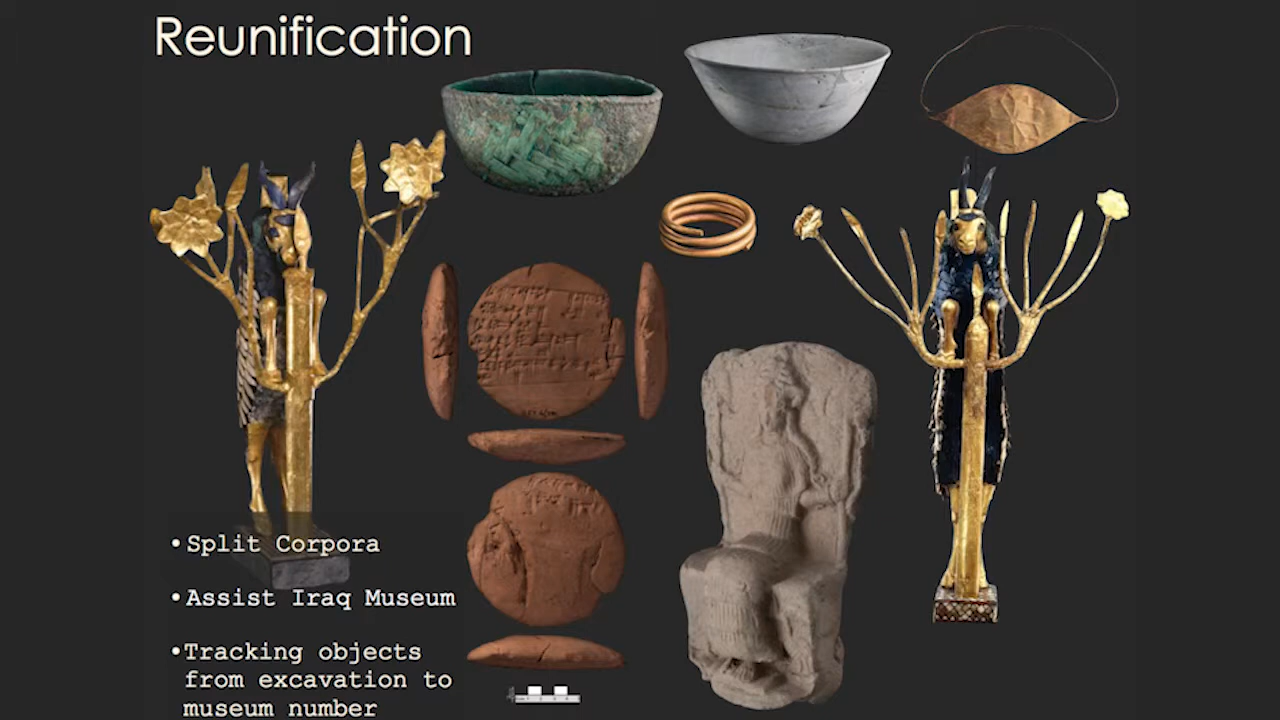 Reunification
• Split Corpora
• Assist Iraq Museum
• Tracking objects
from excavation to
museum number